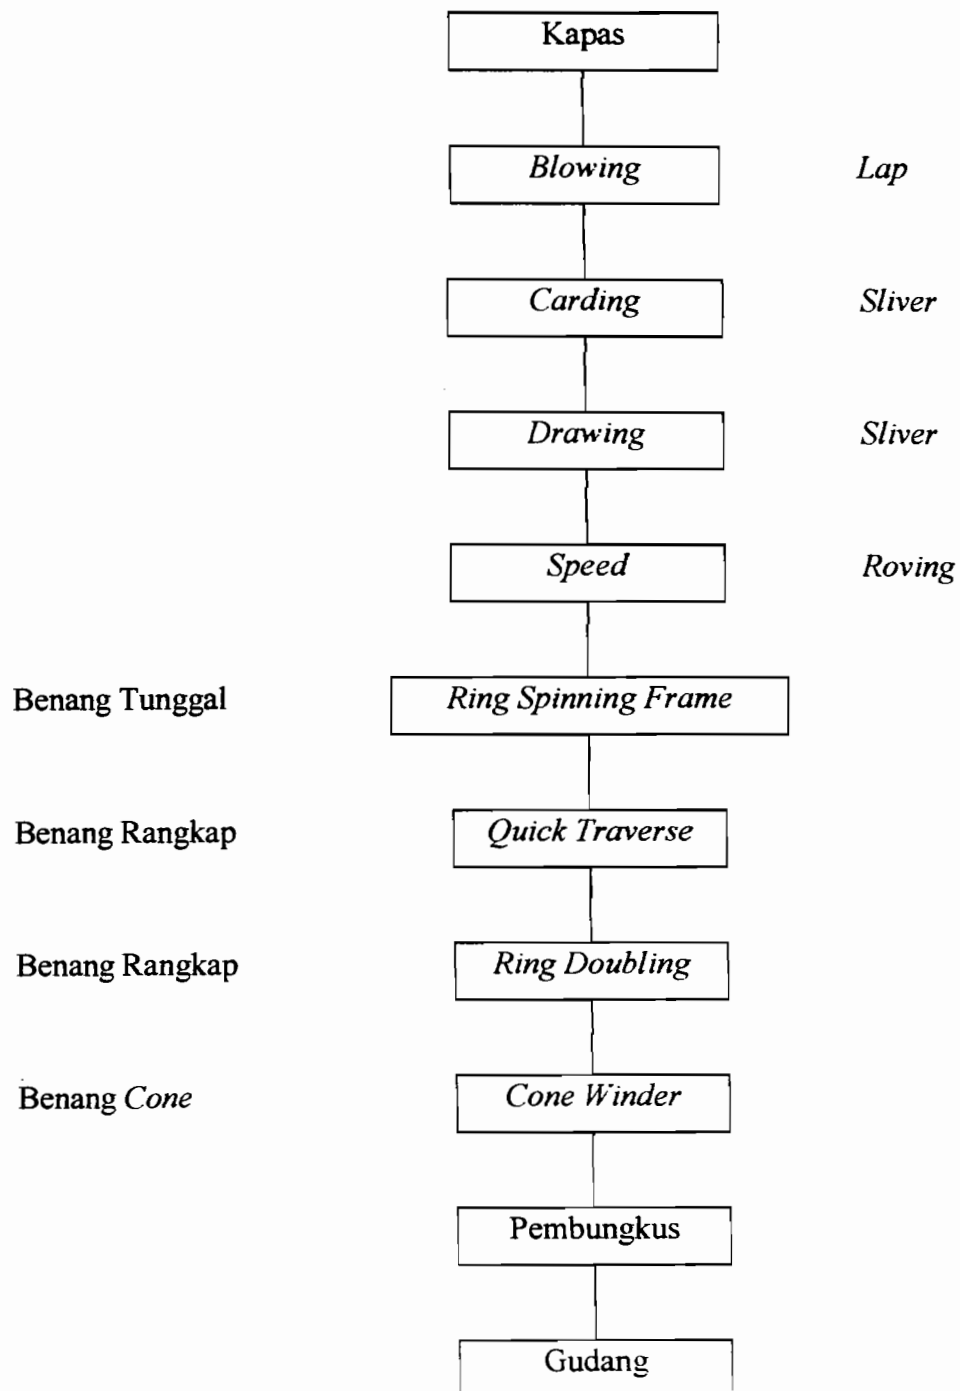 Kapas
Blowing Lap
Carding Sliver
Drawing Sliver
Speed Roving
Benang Tunggal Ring Spinning Frame
Benang Rangkap Quick Traverse
Benang Rangkap Ring Doubling
Benang Cone Cone Winder
Pembungkus
Gudang